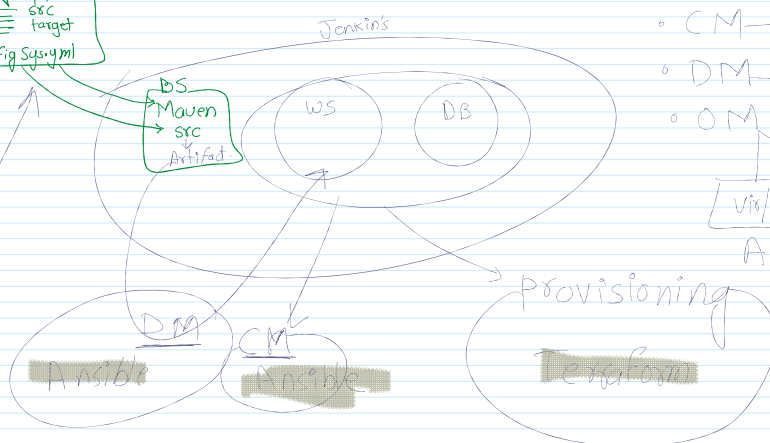 src
target
fig Sys.yml
Jenkin's
BS
Maven
src
Artifact
WS
DB
CM
DM
OM
Vir
A
Provisioning
DM
CM
Ansible
Ansible
Terraform